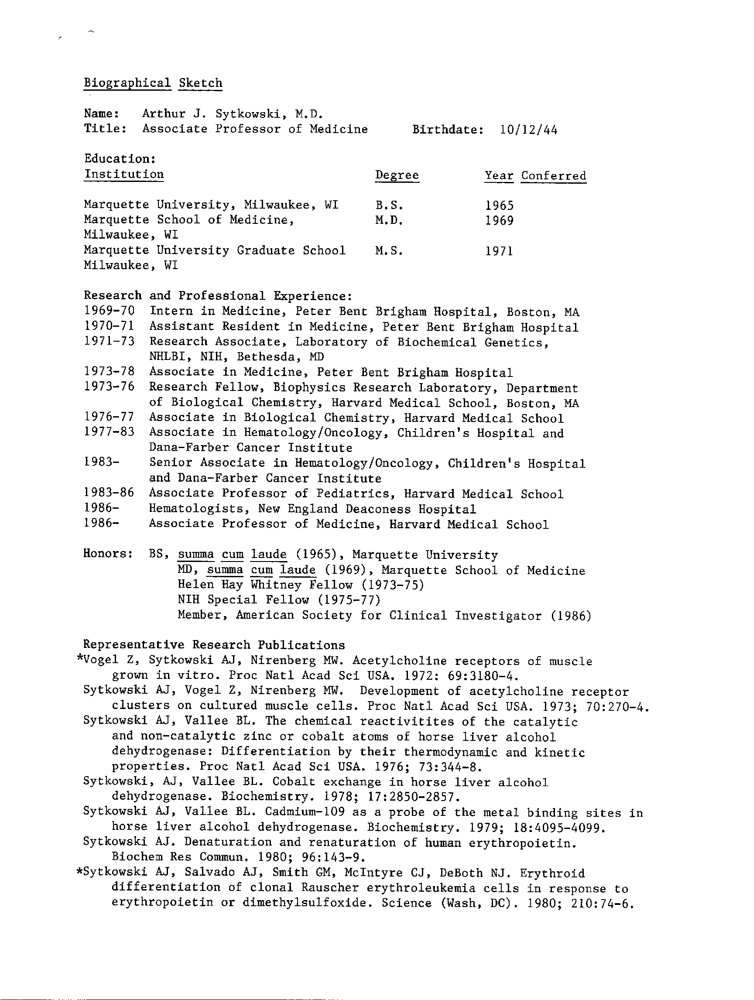 Biographical Sketch
Name: Arthur J. Sytkowski, M.D.
Title: Associate Professor of Medicine Birthdate: 10/12/44
Education:
Institution Degree Year Conferred
Marquette University, Milwaukee, WI B.S. 1965
Marquette School of Medicine, M.D. 1969
Milwaukee, WI
Marquette University Graduate School M.S. 1971
Milwaukee, WI
Research and Professional Experience:
1969-70 Intern in Medicine, Peter Bent Brigham Hospital, Boston, MA
1970-71 Assistant Resident in Medicine, Peter Bent Brigham Hospital
1971-73 Research Associate, Laboratory of Biochemical Genetics,
NHLBI, NIH, Bethesda, MD
1973-78 Associate in Medicine, Peter Bent Brigham Hospital
1973-76 Research Fellow, Biophysics Research Laboratory, Department
of Biological Chemistry, Harvard Medical School, Boston, MA
1976-77 Associate in Biological Chemistry, Harvard Medical School
1977-83 Associate in Hematology/Oncology, Children's Hospital and
Dana-Farber Cancer Institute
1983- Senior Associate in Hematology/Oncology, Children's Hospital
and Dana-Farber Cancer Institute
1983-86 Associate Professor of Pediatrics, Harvard Medical School
1986- Hematologists, New England Deaconess Hospital
1986- Associate Professor of Medicine, Harvard Medical School
Honors: BS, summa cum laude (1965), Marquette University
MD, summa cum laude (1969), Marquette School of Medicine
Helen Hay Whitney Fellow (1973-75)
NIH Special Fellow (1975-77)
Member, American Society for Clinical Investigator (1986)
Representative Research Publications
*Vogel Z, Sytkowski AJ, Nirenberg MW. Acetylcholine receptors of muscle
grown in vitro. Proc Natl Acad Sci USA. 1972: 69:3180-4.
Sytkowski AJ, Vogel Z, Nirenberg MW. Development of acetylcholine receptor
clusters on cultured muscle cells. Proc Natl Acad Sci USA. 1973; 70:270-4.
Sytkowski AJ, Vallee BL. The chemical reactivitites of the catalytic
and non-catalytic zinc or cobalt atoms of horse liver alcohol
dehydrogenase: Differentiation by their thermodynamic and kinetic
properties. Proc Natl Acad Sci USA. 1976; 73:344-8.
Sytkowski, AJ, Vallee BL. Cobalt exchange in horse liver alcohol
dehydrogenase. Biochemistry. 1978; 17:2850-2857.
Sytkowski AJ, Vallee BL. Cadmium-109 as a probe of the metal binding sites in
horse liver alcohol dehydrogenase. Biochemistry. 1979; 18:4095-4099.
Sytkowski AJ. Denaturation and renaturation of human erythropoietin.
Biochem Res Commun. 1980; 96:143-9.
*Sytkowski AJ, Salvado AJ, Smith GM, McIntyre CJ, DeBoth NJ. Erythroid
differentiation of clonal Rauscher erythroleukemia cells in response to
erythropoietin or dimethylsulfoxide. Science (Wash, DC). 1980; 210:74-6.